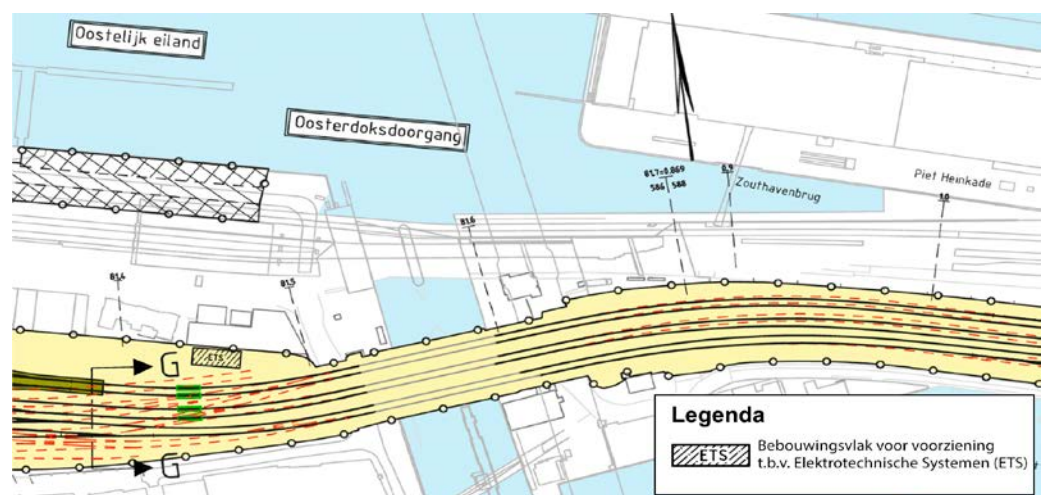 Oostelijk eiland
Oosterdoksdoorgang
81.7=0.869
586 588
0.9
Zouthavenbrug
Piet Heinkade
1.0
81.6
81.4
81.5
ETS
G
G
Legenda
ETS
Bebouwingsvlak voor voorziening
t.b.v. Elektrotechnische Systemen (ETS)